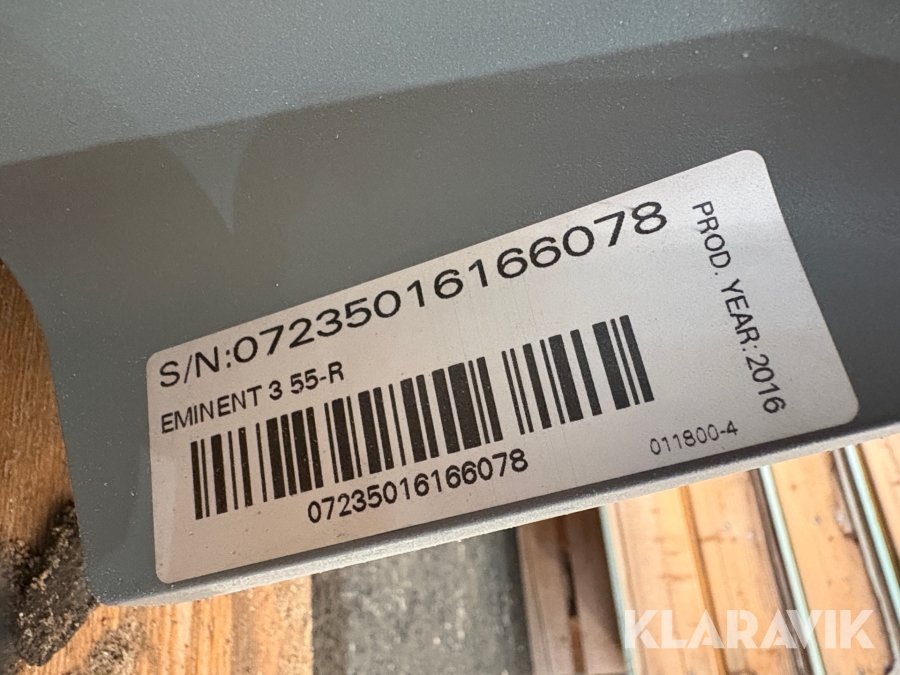 S/N:07235016166078
EMINENT 3 55-R
07235016166078
PROD. YEAR: 2016
011800-4
KLARAVIK